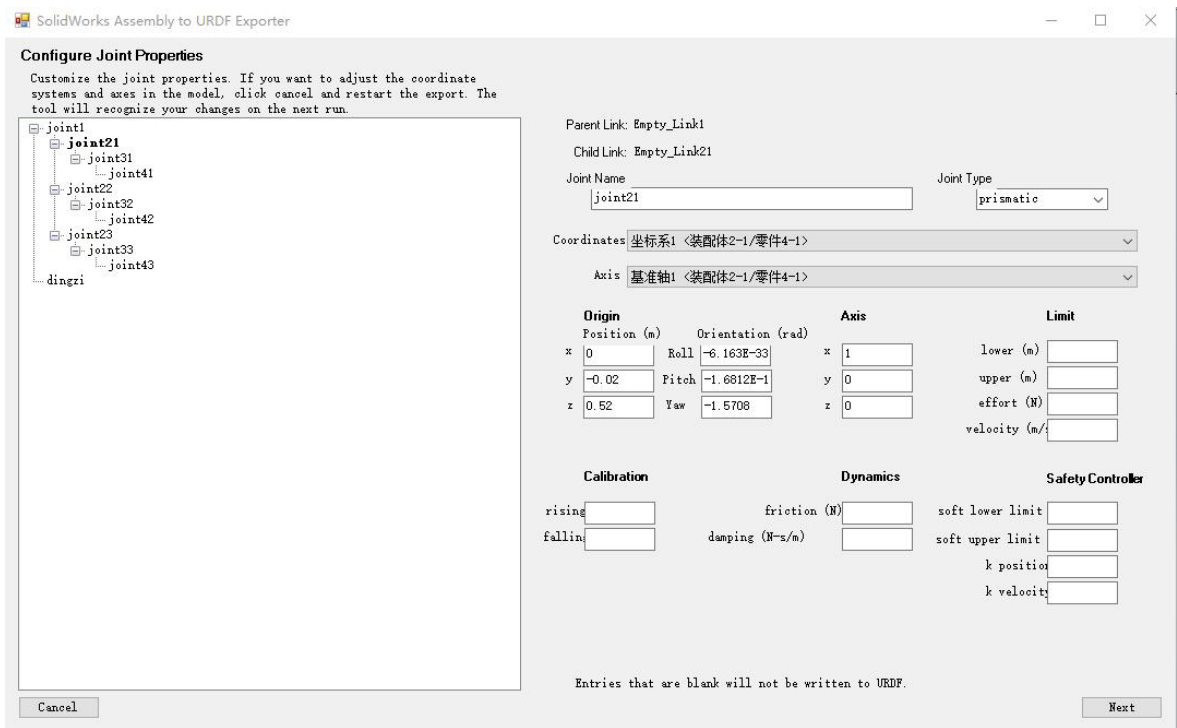 SolidWorks Assembly to URDF Exporter
Configure Joint Properties
Customize the joint properties. If you want to adjust the coordinate
systems and axes in the model, click cancel and restart the export. The
tool will recognize your changes on the next run.
joint1
joint21
joint31
joint41
joint22
joint32
joint42
joint23
joint33
joint43
dingzi
Parent Link: Empty_Link1
Child Link: Empty_Link21
Joint Name
Joint Type
joint21
prismatic
Coordinates 坐标系1 <装配体2-1/零件4-1>
Axis 基准轴1 <装配体2-1/零件4-1>
Origin Axis Limit
Position (m) Orientation (rad)
x 0 Roll -6.163E-33 x 1 lower (m)
y -0.02 Pitch -1.6812E-1 y 0 upper (m)
z 0.52 Yaw -1.5708 z 0 effort (N)
velocity (m/s
Calibration Dynamics Safety Controller
rising friction (N) soft lower limit
falling damping (N-s/m) soft upper limit
k position
k velocity
Entries that are blank will not be written to URDF.
Cancel Next